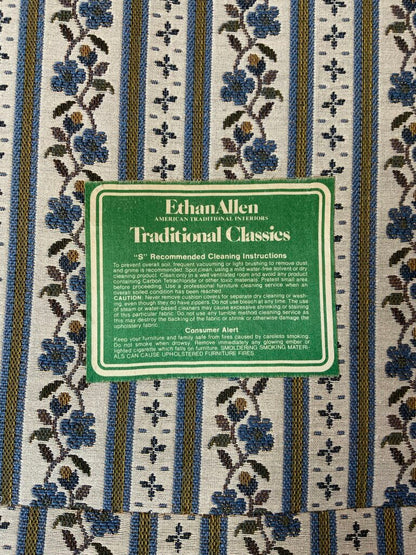 EthanAllen
AMERICAN TRADITIONAL INTERIORS
Traditional Classics
"S" Recommended Cleaning Instructions
To prevent overall soil, frequent vacuuming or light brushing to remove dust
and grime is recommended. Spot clean, using a mild water-free solvent or dry
cleaning product. Clean only in a well ventilated room and avoid any product
containing Carbon Tetrachloride or other toxic materials. Pretest small area
before proceeding. Use a professional furniture cleaning service when an
overall soiled condition has been reached.
CAUTION: Never remove cushion covers for separate dry cleaning or wash-
ing, even though they do have zippers. Do not use bleach at any time. The use
of steam or water-based cleaners may cause excessive shrinking or staining
of this particular fabric. Do not use any tumble method cleaning service as
this may destroy the backing of the fabric or shrink or otherwise damage the
upholstery fabric.
Consumer Alert
Keep your furniture and family safe from fires caused by careless smoking.
Do not smoke when drowsy. Remove immediately any glowing ember or
lighted cigarette which falls on furniture. SMOLDERING SMOKING MATERI-
ALS CAN CAUSE UPHOLSTERED FURNITURE FIRES.